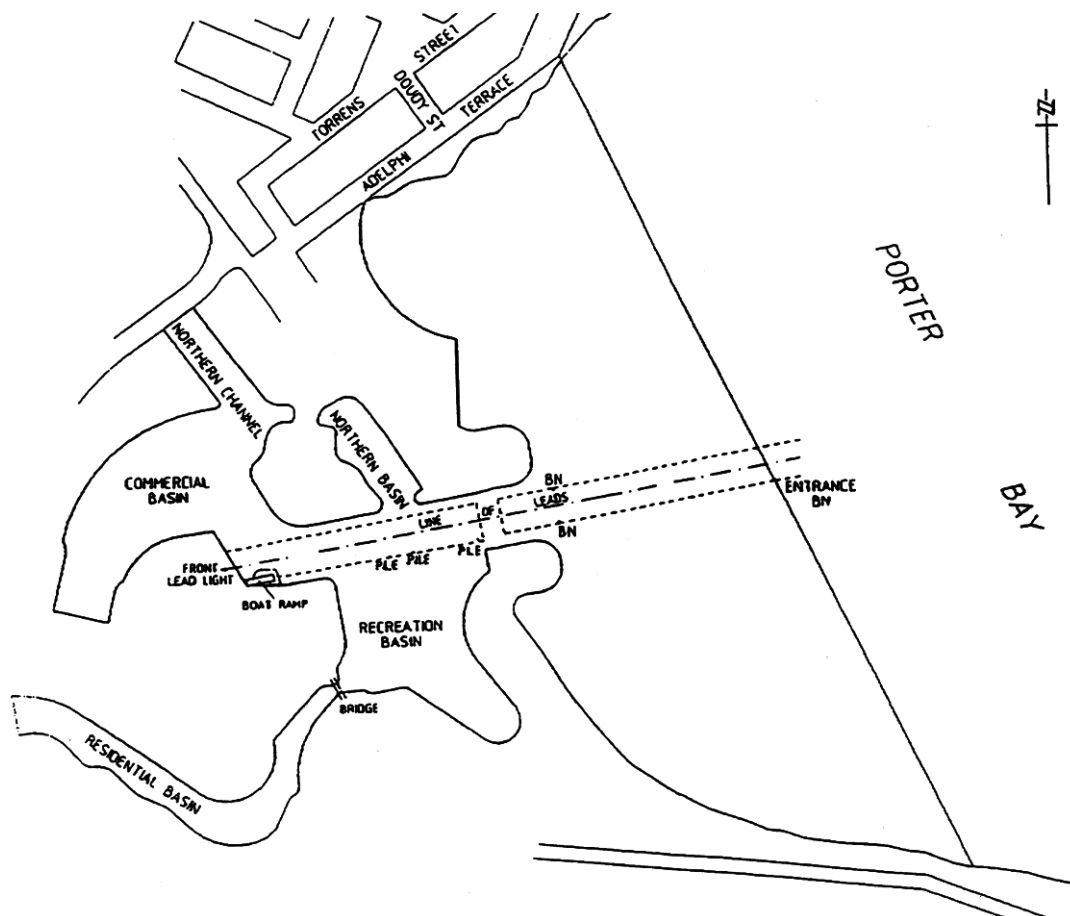 STREET
DOUDY ST
TORRENS
TERRACE
ADELPHI
N
PORTER
BAY
NORTHERN CHANNEL
NORTHERN BASIN
COMMERCIAL
BASIN
BN
LEADS
OF
LINE
BN
ENTRANCE
BN
PILE
PILE
PILE
FRONT
LEAD LIGHT
BOAT RAMP
RECREATION
BASIN
BRIDGE
RESIDENTIAL BASIN